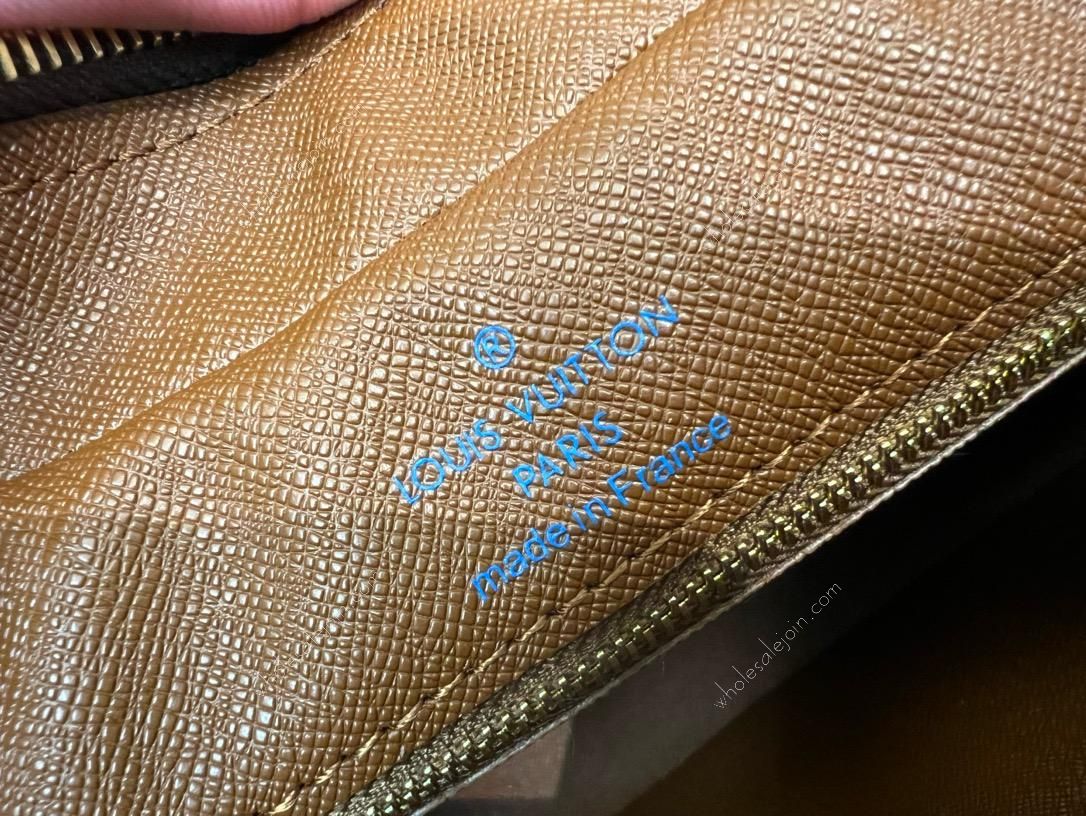 ®
LOUIS VUITTON
PARIS
made in France
wholesalejoin.com